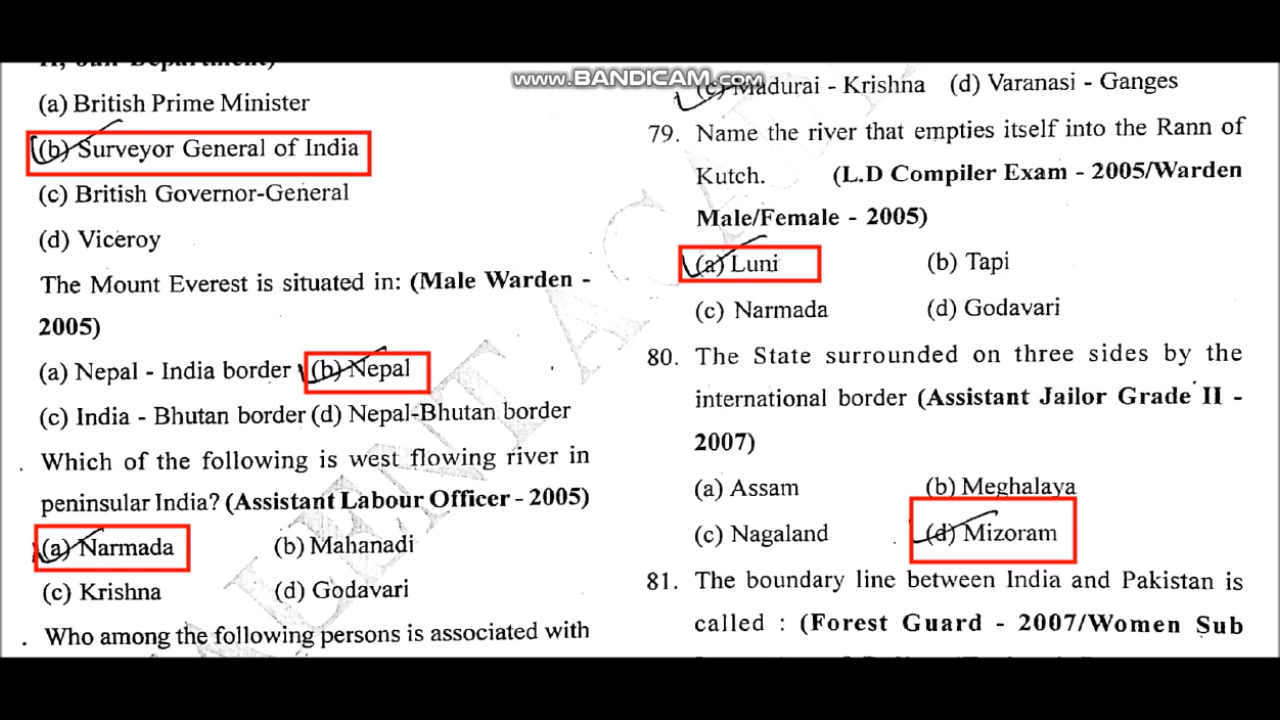 www.BANDICAM.com
II, Jail Department)
(a) British Prime Minister
(b) Surveyor General of India
(c) British Governor-General
(d) Viceroy
The Mount Everest is situated in: (Male Warden -
2005)
(a) Nepal - India border (b) Nepal
(c) India - Bhutan border (d) Nepal-Bhutan border
. Which of the following is west flowing river in
peninsular India? (Assistant Labour Officer - 2005)
(a) Narmada (b) Mahanadi
(c) Krishna (d) Godavari
. Who among the following persons is associated with
(c) Madurai - Krishna (d) Varanasi - Ganges
79. Name the river that empties itself into the Rann of
Kutch. (L.D Compiler Exam - 2005/Warden
Male/Female - 2005)
(a) Luni (b) Tapi
(c) Narmada (d) Godavari
80. The State surrounded on three sides by the
international border (Assistant Jailor Grade II -
2007)
(a) Assam (b) Meghalaya
(c) Nagaland (d) Mizoram
81. The boundary line between India and Pakistan is
called : (Forest Guard - 2007/Women Sub